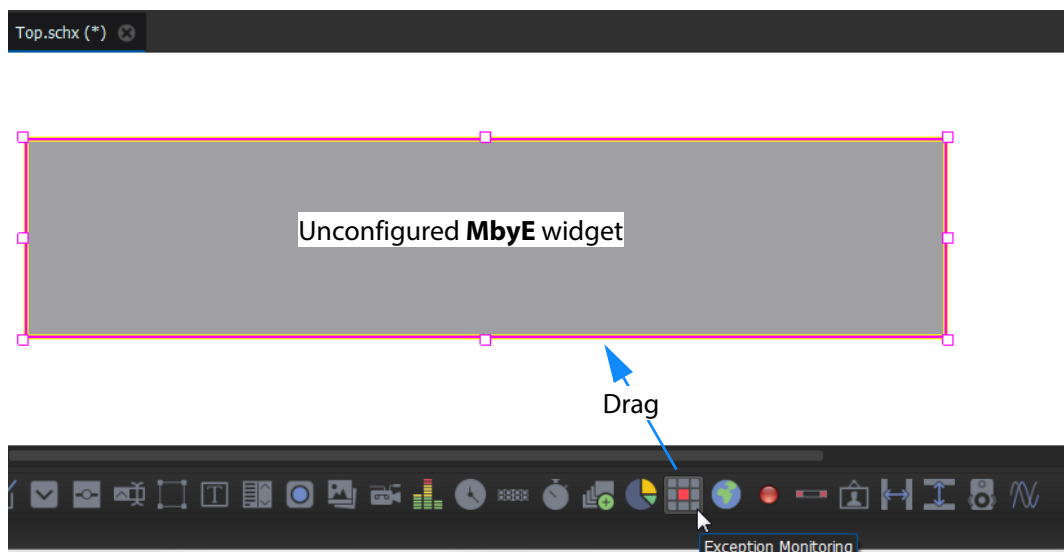 Top.schx (*)
Unconfigured MbyE widget
Drag
Exception Monitoring